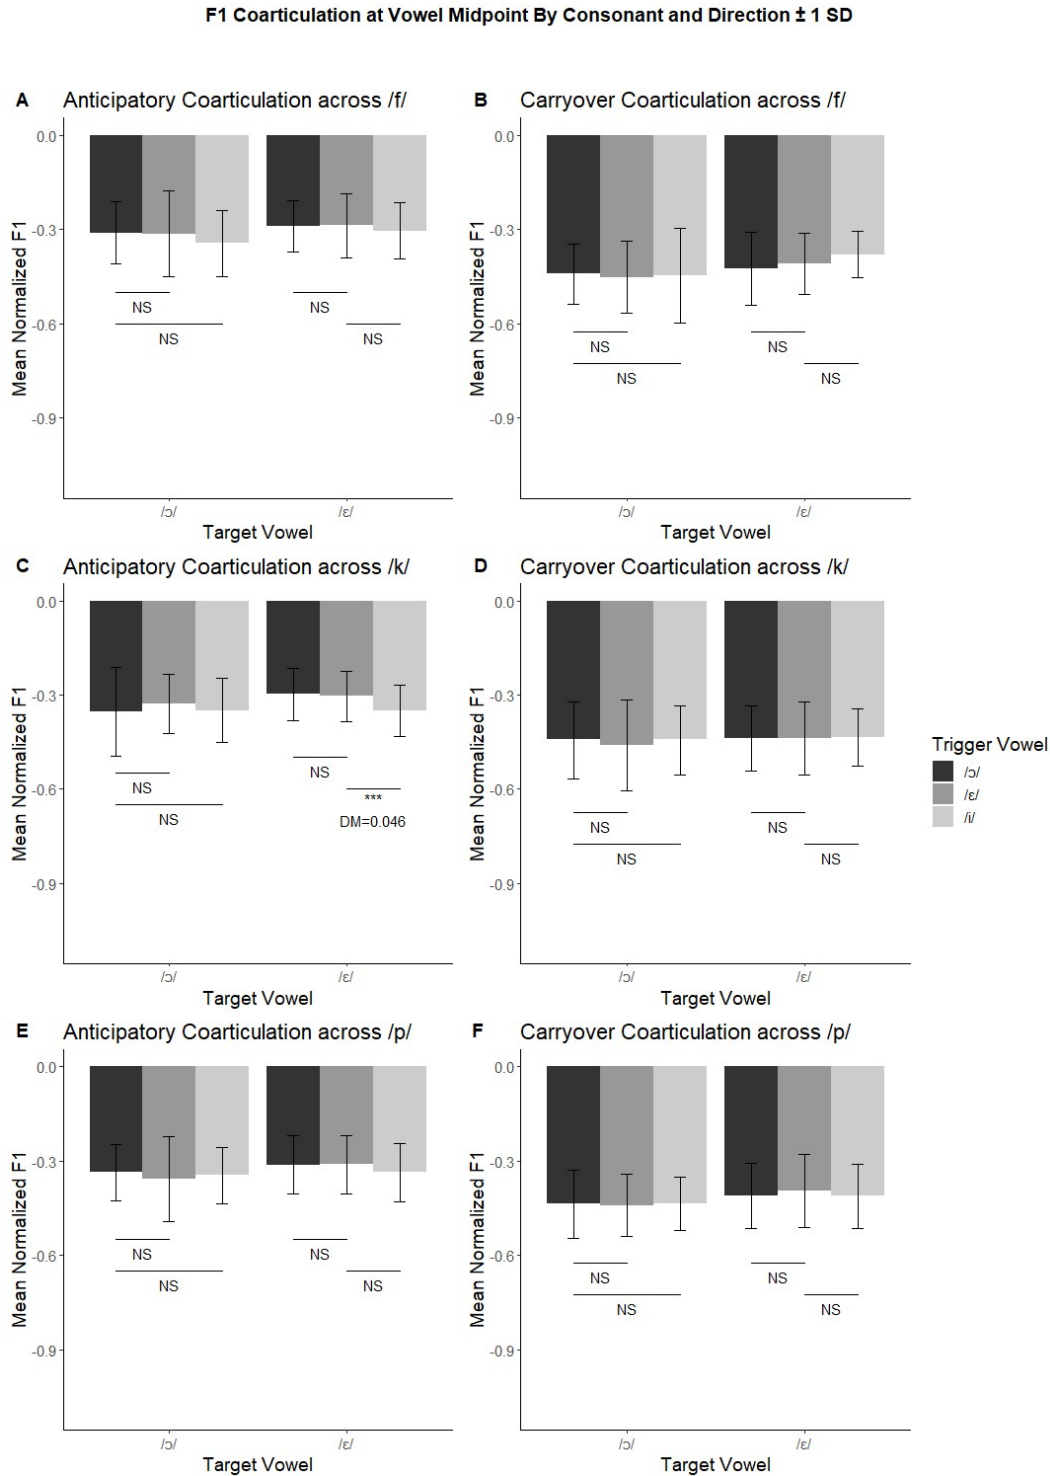 F1 Coarticulation at Vowel Midpoint By Consonant and Direction ± 1 SD
A Anticipatory Coarticulation across /f/
Mean Normalized F1
0.0
-0.3
-0.6
-0.9
NS
NS
NS
NS
/ɔ/ /ɛ/
Target Vowel
B Carryover Coarticulation across /f/
Mean Normalized F1
0.0
-0.3
-0.6
-0.9
NS
NS
NS
NS
/ɔ/ /ɛ/
Target Vowel
C Anticipatory Coarticulation across /k/
Mean Normalized F1
0.0
-0.3
-0.6
-0.9
NS
NS
NS
***
DM=0.046
/ɔ/ /ɛ/
Target Vowel
D Carryover Coarticulation across /k/
Mean Normalized F1
0.0
-0.3
-0.6
-0.9
NS
NS
NS
NS
/ɔ/ /ɛ/
Target Vowel
Trigger Vowel
/ɔ/
/ɛ/
/i/
E Anticipatory Coarticulation across /p/
Mean Normalized F1
0.0
-0.3
-0.6
-0.9
NS
NS
NS
NS
/ɔ/ /ɛ/
Target Vowel
F Carryover Coarticulation across /p/
Mean Normalized F1
0.0
-0.3
-0.6
-0.9
NS
NS
NS
NS
/ɔ/ /ɛ/
Target Vowel